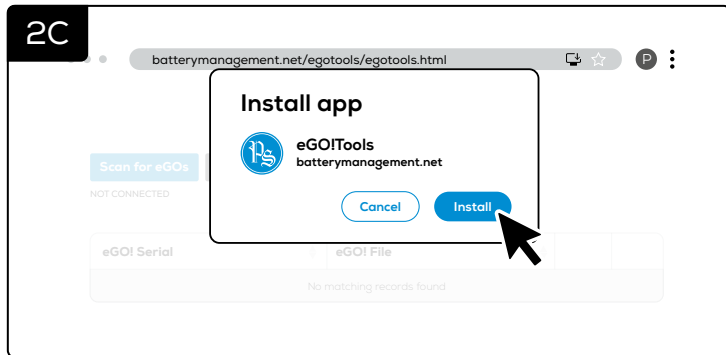 2C
batterymanagement.net/egotools/egotools.html
P
Install app
Ps
eGO!Tools
batterymanagement.net
Scan for eGOs
NOT CONNECTED
Cancel Install
eGO! Serial eGO! File
No matching records found